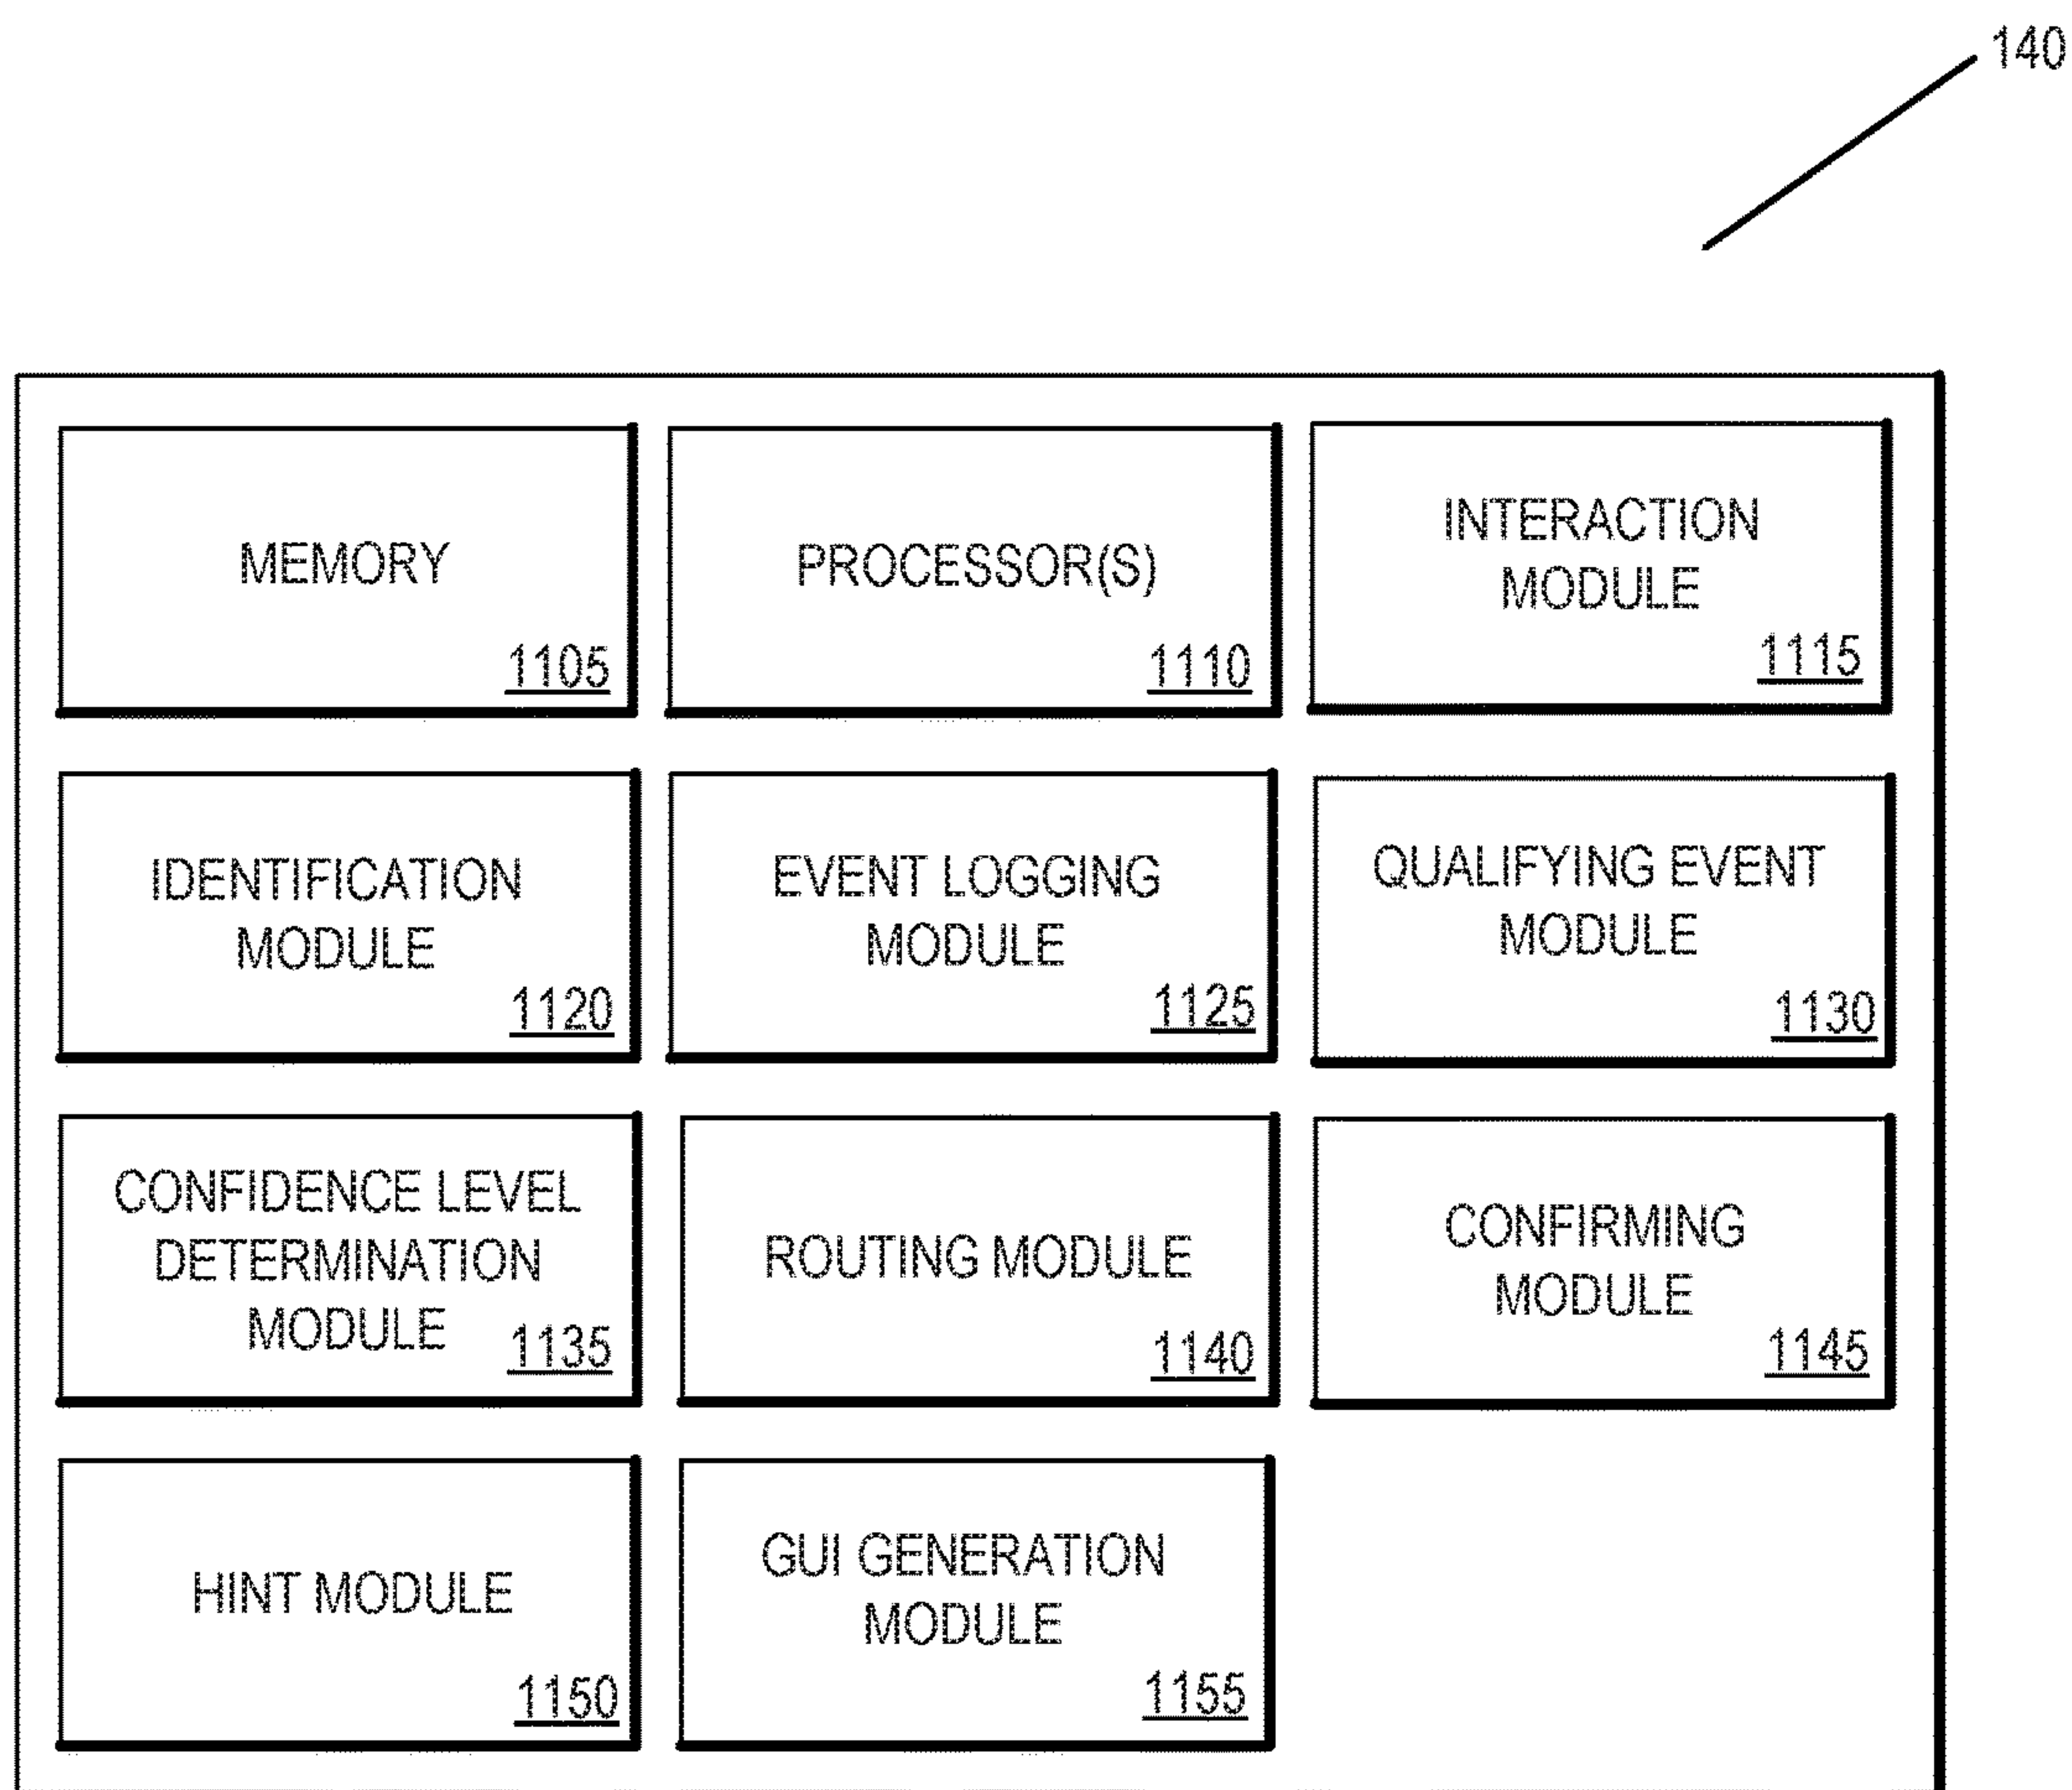 140
MEMORY
1105
PROCESSOR(S)
1110
INTERACTION
MODULE
1115
IDENTIFICATION
MODULE
1120
EVENT LOGGING
MODULE
1125
QUALIFYING EVENT
MODULE
1130
CONFIDENCE LEVEL
DETERMINATION
MODULE
1135
ROUTING MODULE
1140
CONFIRMING
MODULE
1145
HINT MODULE
1150
GUI GENERATION
MODULE
1155